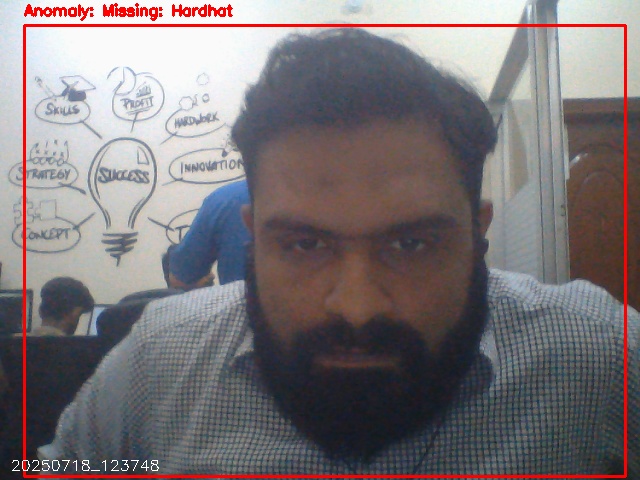 Anomaly: Missing: Hardhat
SKILLS
PROFIT
HARDWORK
STRATEGY
SUCCESS
INNOVATION
CONCEPT
20250718_123748